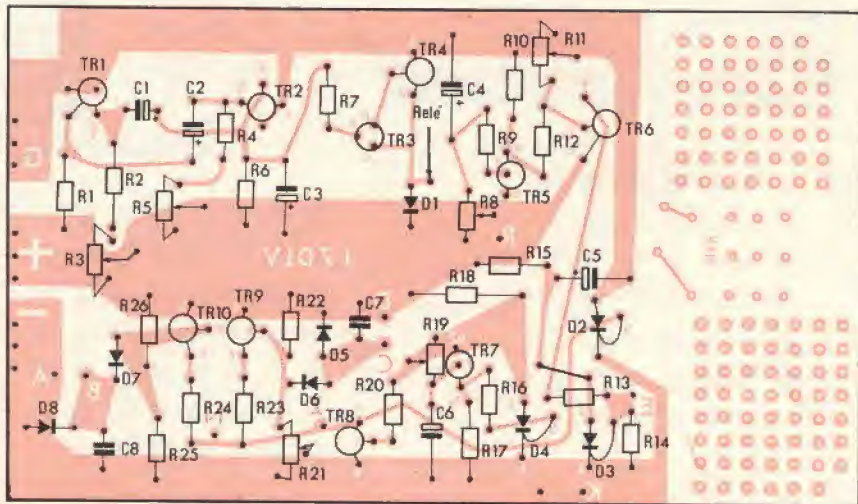 R10
R11
TR4
TR1
C1
C2
TR2
C4
R7
Relé
R4
R9
R12
TR6
TR3
R6
TR5
R1
R2
C3
R5
D1
R8
R3
+
17DIV
R15
C5
R18
−
R26
TR10
TR9
R22
C7
D2
D5
R19
TR7
A
D7
B
R20
R16
R13
D6
D8
R24
R23
TR8
C6
R14
C8
R25
R21
R17
D4
D3